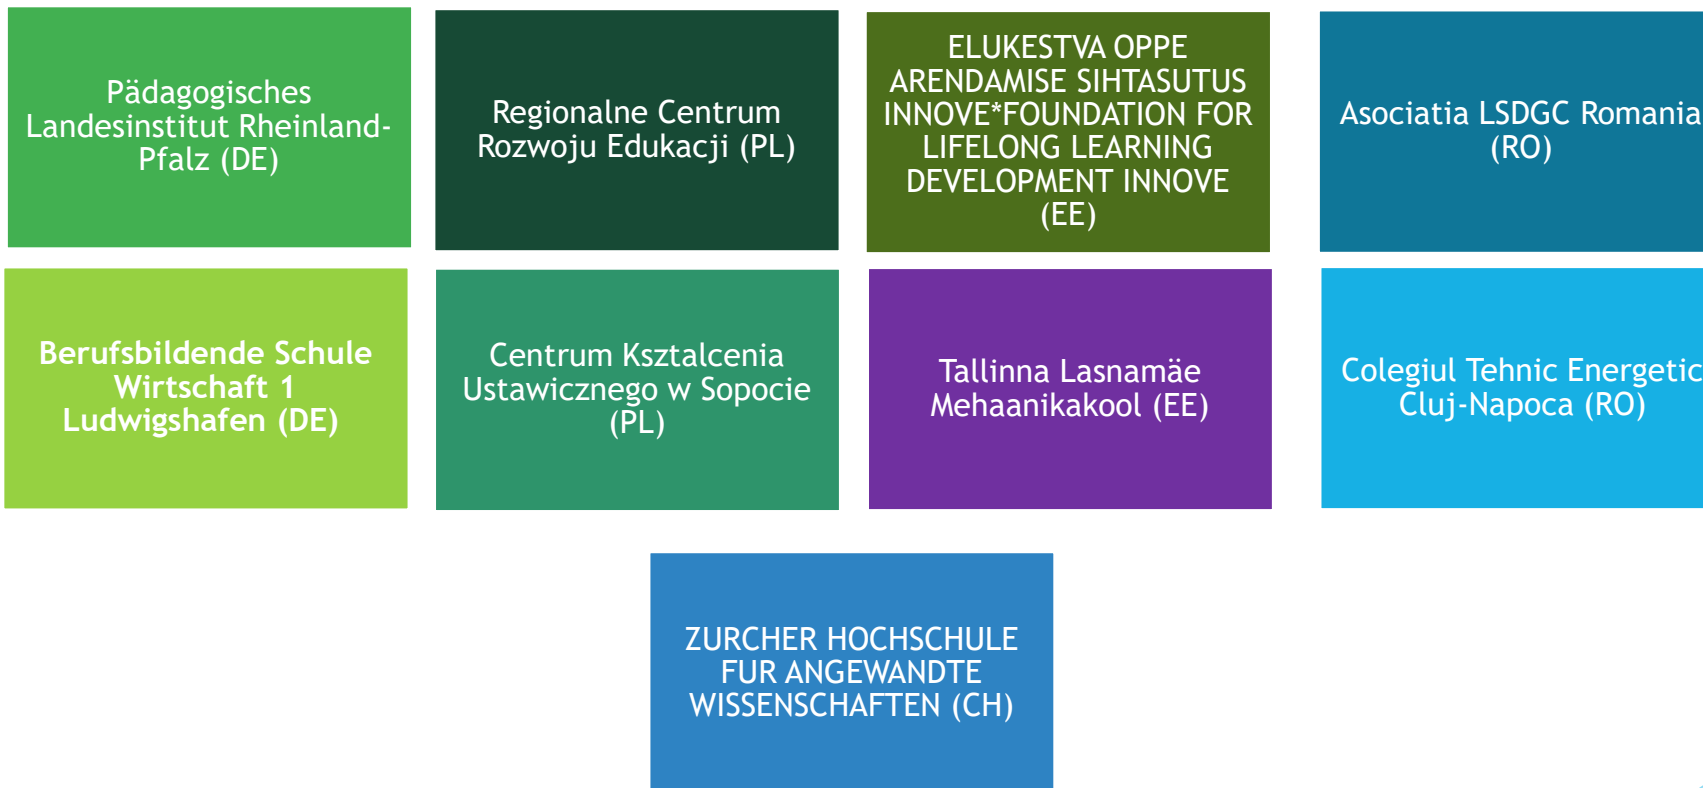 Pädagogisches
Landesinstitut Rheinland-
Pfalz (DE)
Regionalne Centrum
Rozwoju Edukacji (PL)
ELUKESTVA OPPE
ARENDAMISE SIHTASUTUS
INNOVE*FOUNDATION FOR
LIFELONG LEARNING
DEVELOPMENT INNOVE
(EE)
Asociatia LSDGC Romania
(RO)
Berufsbildende Schule
Wirtschaft 1
Ludwigshafen (DE)
Centrum Ksztalcenia
Ustawicznego w Sopocie
(PL)
Tallinna Lasnamäe
Mehaanikakool (EE)
Colegiul Tehnic Energetic
Cluj-Napoca (RO)
ZURCHER HOCHSCHULE
FUR ANGEWANDTE
WISSENSCHAFTEN (CH)